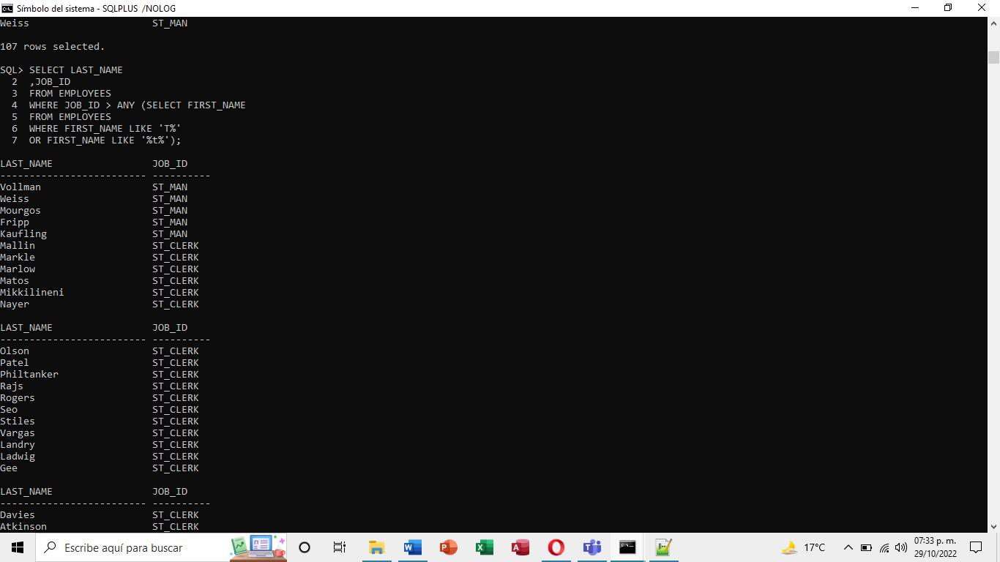 Símbolo del sistema - SQLPLUS /NOLOG
Weiss ST_MAN
107 rows selected.
SQL> SELECT LAST_NAME
2 ,JOB_ID
3 FROM EMPLOYEES
4 WHERE JOB_ID > ANY (SELECT FIRST_NAME
5 FROM EMPLOYEES
6 WHERE FIRST_NAME LIKE 'T%'
7 OR FIRST_NAME LIKE '%t%');
LAST_NAME JOB_ID
------------------------- ----------
Vollman ST_MAN
Weiss ST_MAN
Mourgos ST_MAN
Fripp ST_MAN
Kaufling ST_MAN
Mallin ST_CLERK
Markle ST_CLERK
Marlow ST_CLERK
Matos ST_CLERK
Mikkilineni ST_CLERK
Nayer ST_CLERK
LAST_NAME JOB_ID
------------------------- ----------
Olson ST_CLERK
Patel ST_CLERK
Philtanker ST_CLERK
Rajs ST_CLERK
Rogers ST_CLERK
Seo ST_CLERK
Stiles ST_CLERK
Vargas ST_CLERK
Landry ST_CLERK
Ladwig ST_CLERK
Gee ST_CLERK
LAST_NAME JOB_ID
------------------------- ----------
Davies ST_CLERK
Atkinson ST_CLERK
Escribe aquí para buscar
17°C
07:33 p. m.
29/10/2022